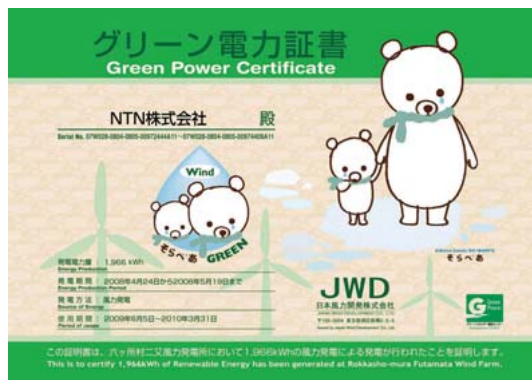 グリーン電力証書
Green Power Certificate
NTN株式会社 殿
Wind
GREEN
そらべあ
そらべあ
発電電力量 : 1,966 kWh
Energy Production
発電期間 : 2008年4月24日から2008年5月19日まで
Energy Production Period
発電方法 : 風力発電
Source of Energy
使用期間 : 2009年6月5日~2010年3月31日
Period of usage
JWD
日本風力開発株式会社
Green Power
この証明書は、六ヶ所村二又風力発電所において1,966kWhの風力発電による発電が行われたことを証明します。
This is to certify 1,966kWh of Renewable Energy has been generated at Rokkasho-mura Futamata Wind Farm.